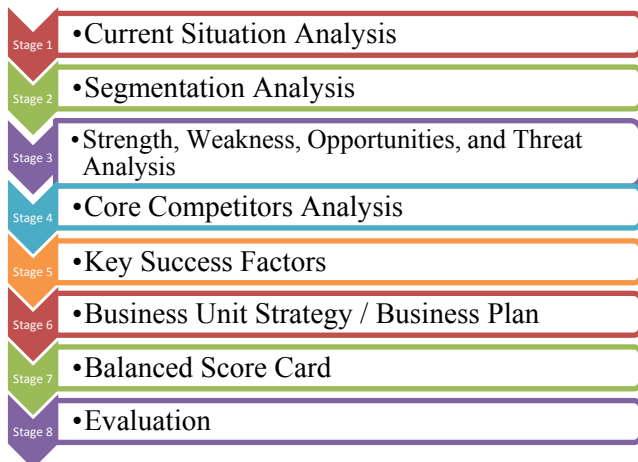 Stage 1
•Current Situation Analysis
Stage 2
•Segmentation Analysis
Stage 3
•Strength, Weakness, Opportunities, and Threat
Analysis
Stage 4
•Core Competitors Analysis
Stage 5
•Key Success Factors
Stage 6
•Business Unit Strategy / Business Plan
Stage 7
•Balanced Score Card
Stage 8
•Evaluation